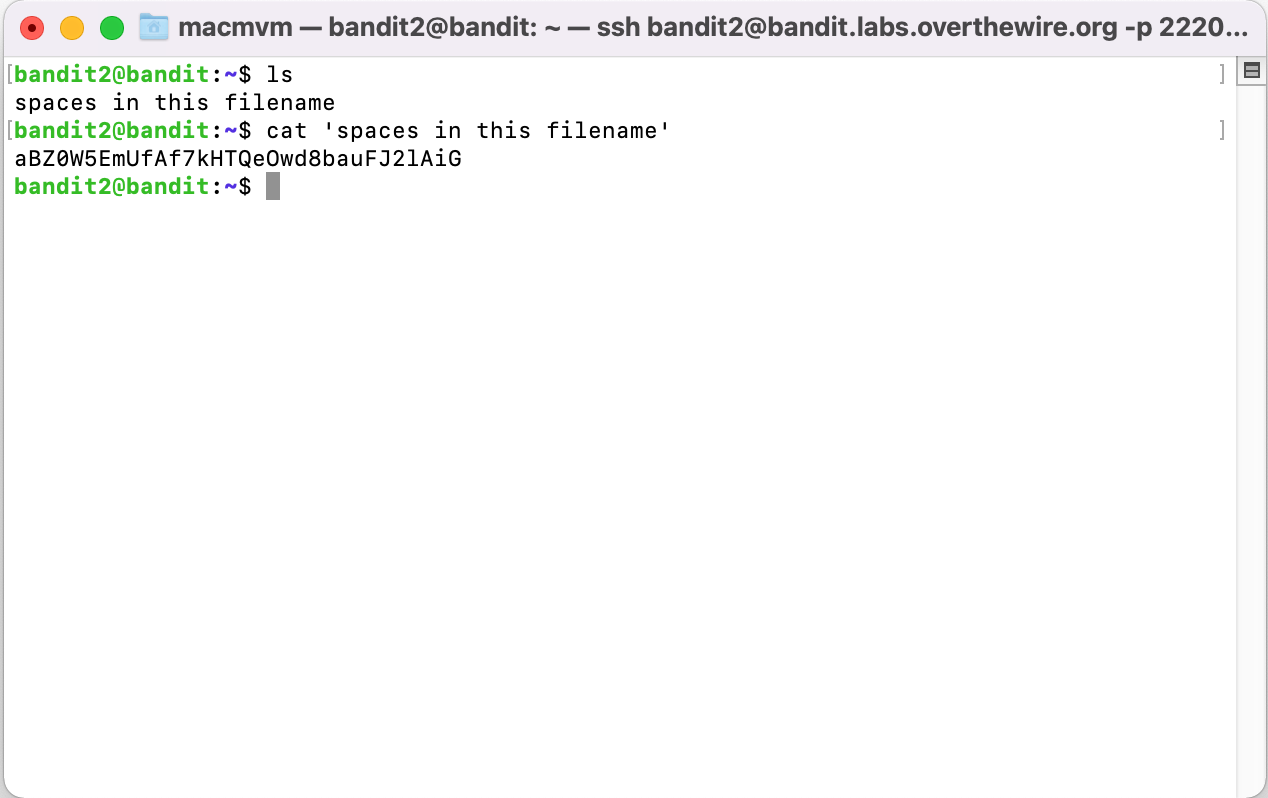 macmvm — bandit2@bandit: ~ — ssh bandit2@bandit.labs.overthewire.org -p 2220...
[bandit2@bandit:~$ ls ]
spaces in this filename
[bandit2@bandit:~$ cat 'spaces in this filename' ]
aBZ0W5EmUfAf7kHTQeOwd8bauFJ2lAiG
bandit2@bandit:~$